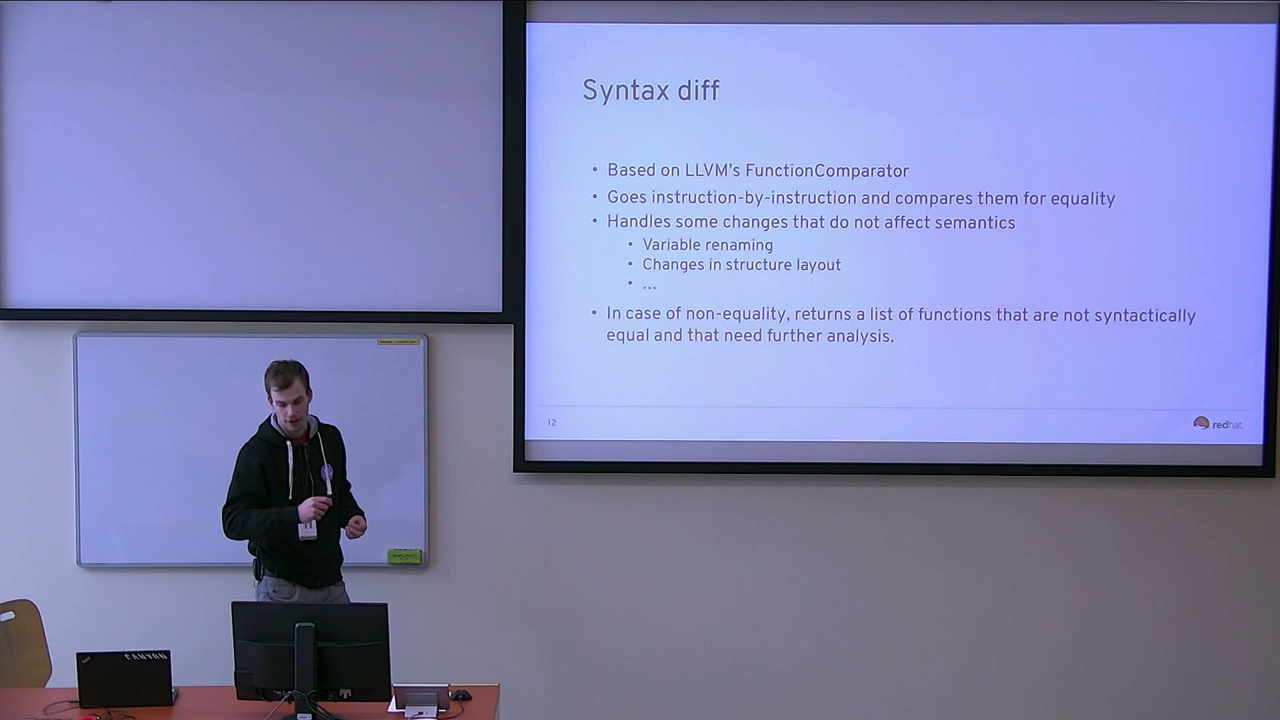 Syntax diff
• Based on LLVM's FunctionComparator
• Goes instruction-by-instruction and compares them for equality
• Handles some changes that do not affect semantics
• Variable renaming
• Changes in structure layout
• ...
• In case of non-equality, returns a list of functions that are not syntactically
equal and that need further analysis.
12
redhat
CANYON